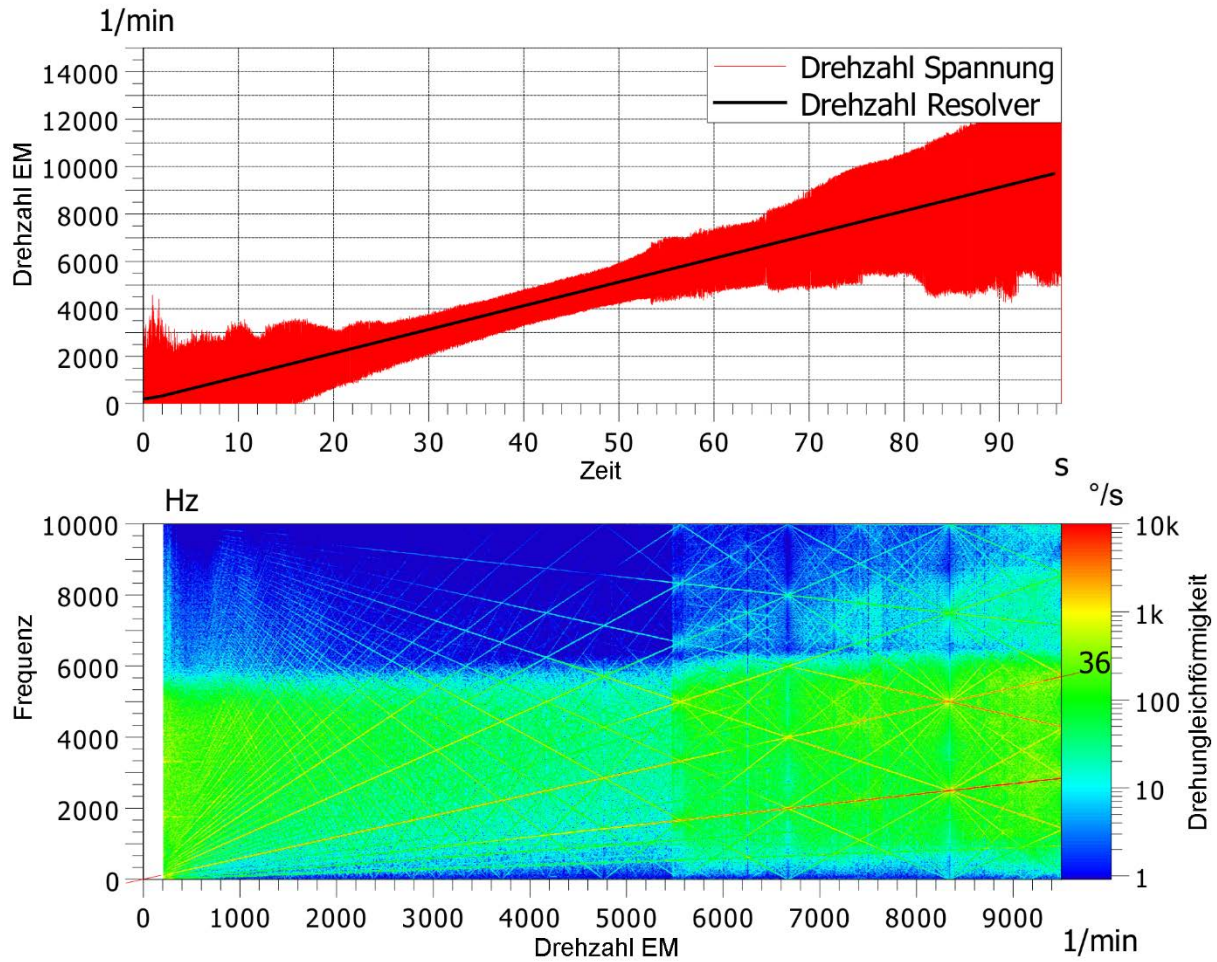 1/min
14000
12000
10000
8000
6000
4000
2000
0
Drehzahl EM
Drehzahl Spannung
Drehzahl Resolver
0 10 20 30 40 50 60 70 80 90
Zeit
s
Hz
°/s
10000
8000
6000
4000
2000
0
Frequenz
10k
1k
36
100
10
1
Drehungleichförmigkeit
0 1000 2000 3000 4000 5000 6000 7000 8000 9000
Drehzahl EM
1/min